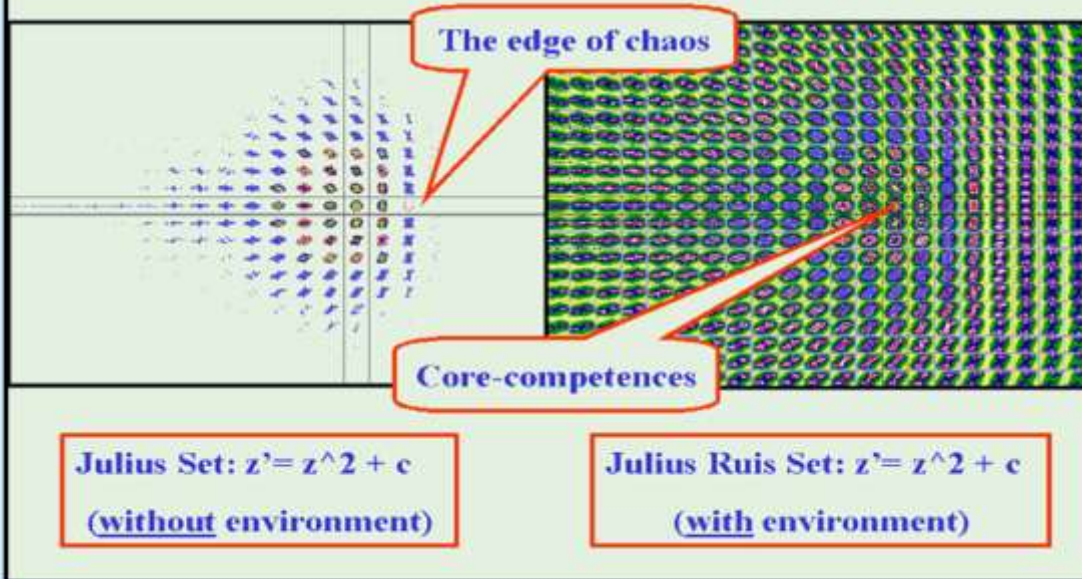 The edge of chaos
Core-competences
Julius Set: z’= z^2 + c
(without environment)
Julius Ruis Set: z’= z^2 + c
(with environment)